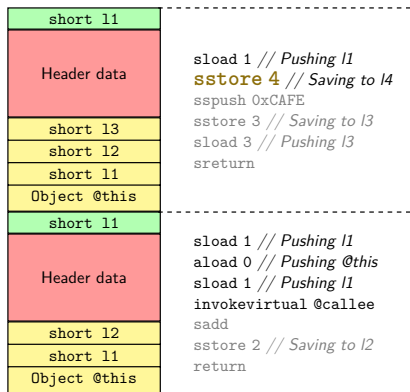 short l1
Header data
short l3
short l2
short l1
Object @this
short l1
Header data
short l2
short l1
Object @this
sload 1 // Pushing l1
sstore 4 // Saving to l4
sspush 0xCAFE
sstore 3 // Saving to l3
sload 3 // Pushing l3
sreturn
sload 1 // Pushing l1
aload 0 // Pushing @this
sload 1 // Pushing l1
invokevirtual @callee
sadd
sstore 2 // Saving to l2
return